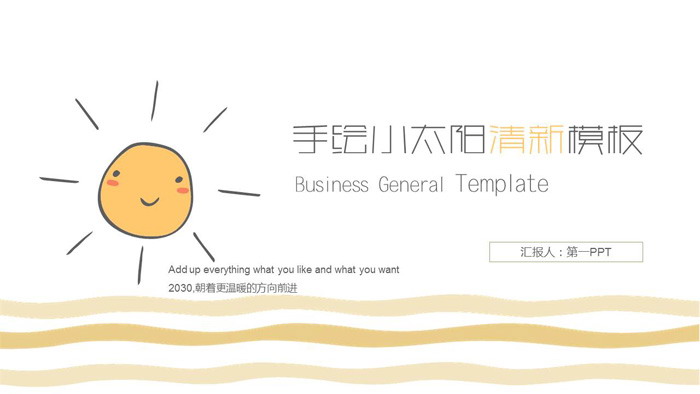 手绘小太阳清新模板
Business General Template
汇报人：第一PPT
Add up everything what you like and what you want
2030,朝着更温暖的方向前进